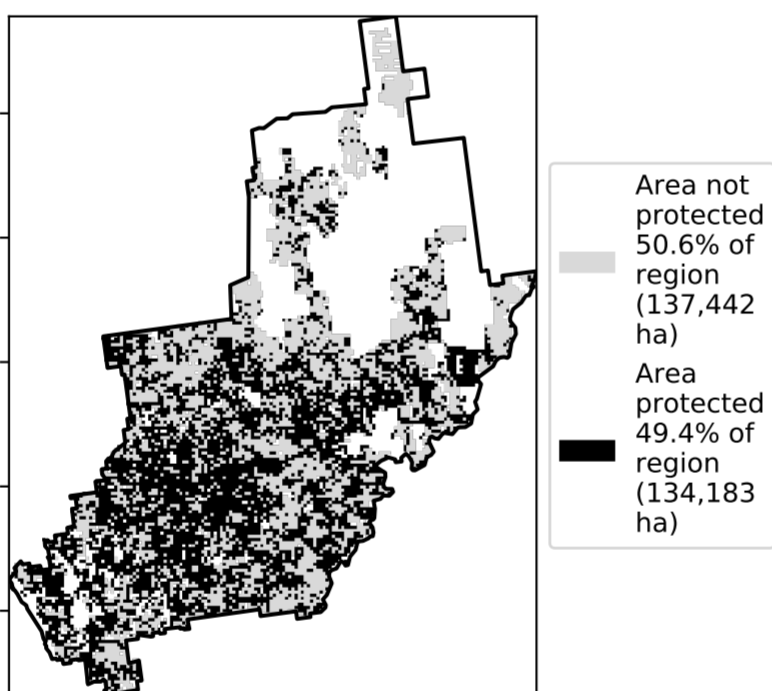 Area not
protected
50.6% of
region
(137,442
ha)
Area
protected
49.4% of
region
(134,183
ha)